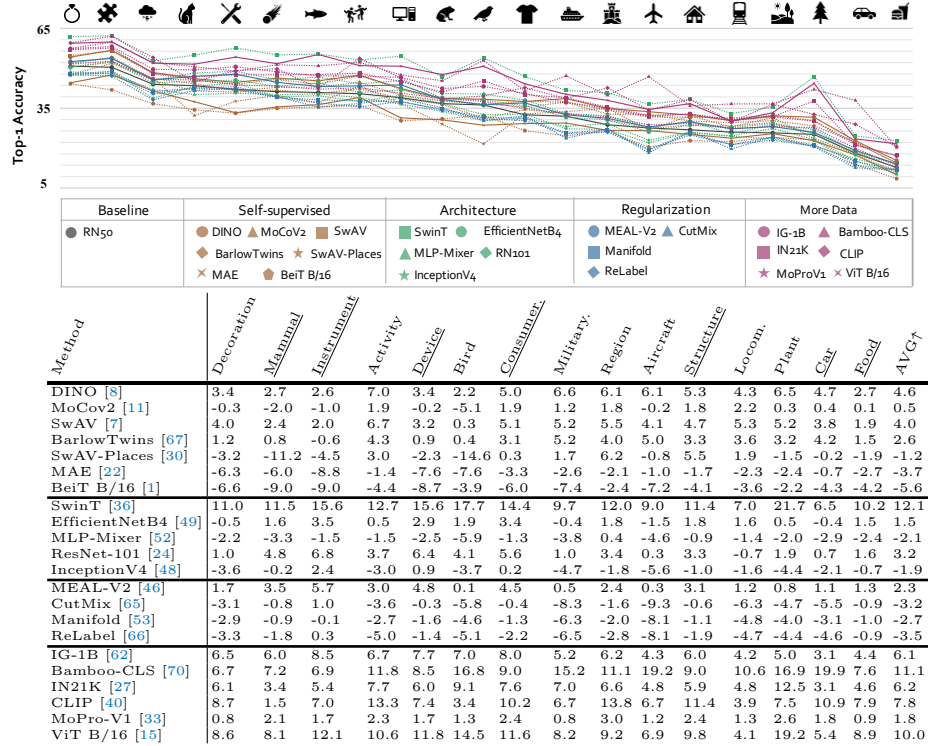 65
35
5
Top-1 Accuracy
Baseline Self-supervised Architecture Regularization More Data
RN50 DINO MoCoV2 SwAV SwinT EfficientNetB4 MEAL-V2 CutMix IG-1B Bamboo-CLS
BarlowTwins SwAV-Places MLP-Mixer RN101 Manifold IN21K CLIP
MAE BeiT B/16 InceptionV4 ReLabel MoProV1 ViT B/16
Method Decoration Mammal Instrument Activity Device Bird Consumer. Military. Region Aircraft Structure Locom. Plant Car Food AVG↑
DINO [8] 3.4 2.7 2.6 7.0 3.4 2.2 5.0 6.6 6.1 6.1 5.3 4.3 6.5 4.7 2.7 4.6
MoCov2 [11] -0.3 -2.0 -1.0 1.9 -0.2 -5.1 1.9 1.2 1.8 -0.2 1.8 2.2 0.3 0.4 0.1 0.5
SwAV [7] 4.0 2.4 2.0 6.7 3.2 0.3 5.1 5.2 5.5 4.1 4.7 5.3 5.2 3.8 1.9 4.0
BarlowTwins [67] 1.2 0.8 -0.6 4.3 0.9 0.4 3.1 5.2 4.0 5.0 3.3 3.6 3.2 4.2 1.5 2.6
SwAV-Places [30] -3.2 -11.2 -4.5 3.0 -2.3 -14.6 0.3 1.7 6.2 -0.8 5.5 1.9 -1.5 -0.2 -1.9 -1.2
MAE [22] -6.3 -6.0 -8.8 -1.4 -7.6 -7.6 -3.3 -2.6 -2.1 -1.0 -1.7 -2.3 -2.4 -0.7 -2.7 -3.7
BeiT B/16 [1] -6.6 -9.0 -9.0 -4.4 -8.7 -3.9 -6.0 -7.4 -2.4 -7.2 -4.1 -3.6 -2.2 -4.3 -4.2 -5.6
SwinT [36] 11.0 11.5 15.6 12.7 15.6 17.7 14.4 9.7 12.0 9.0 11.4 7.0 21.7 6.5 10.2 12.1
EfficientNetB4 [49] -0.5 1.6 3.5 0.5 2.9 1.9 3.4 -0.4 1.8 -1.5 1.8 1.6 0.5 -0.4 1.5 1.5
MLP-Mixer [52] -2.2 -3.3 -1.5 -1.5 -2.5 -5.9 -1.3 -3.8 0.4 -4.6 -0.9 -1.4 -2.0 -2.9 -2.4 -2.1
ResNet-101 [24] 1.0 4.8 6.8 3.7 6.4 4.1 5.6 1.0 3.4 0.3 3.3 -0.7 1.9 0.7 1.6 3.2
InceptionV4 [48] -3.6 -0.2 2.4 -3.0 0.9 -3.7 0.2 -4.7 -1.8 -5.6 -1.0 -1.6 -4.4 -2.1 -0.7 -1.9
MEAL-V2 [46] 1.7 3.5 5.7 3.0 4.8 0.1 4.5 0.5 2.4 0.3 3.1 1.2 0.8 1.1 1.3 2.3
CutMix [65] -3.1 -0.8 1.0 -3.6 -0.3 -5.8 -0.4 -8.3 -1.6 -9.3 -0.6 -6.3 -4.7 -5.5 -0.9 -3.2
Manifold [53] -2.9 -0.9 -0.1 -2.7 -1.6 -4.6 -1.3 -6.3 -2.0 -8.1 -1.1 -4.8 -4.0 -3.1 -1.0 -2.7
ReLabel [66] -3.3 -1.8 0.3 -5.0 -1.4 -5.1 -2.2 -6.5 -2.8 -8.1 -1.9 -4.7 -4.4 -4.6 -0.9 -3.5
IG-1B [62] 6.5 6.0 8.5 6.7 7.7 7.0 8.0 5.2 6.2 4.3 6.0 4.2 5.0 3.1 4.4 6.1
Bamboo-CLS [70] 6.7 7.2 6.9 11.8 8.5 16.8 9.0 15.2 11.1 19.2 9.0 10.6 16.9 19.9 7.6 11.1
IN21K [27] 6.1 3.4 5.4 7.7 6.0 9.1 7.6 7.0 6.6 4.8 5.9 4.8 12.5 3.1 4.6 6.2
CLIP [40] 8.7 1.5 7.0 13.3 7.4 3.4 10.2 6.7 13.8 6.7 11.4 3.9 7.5 10.9 7.9 7.8
MoPro-V1 [33] 0.8 2.1 1.7 2.3 1.7 1.3 2.4 0.8 3.0 1.2 2.4 1.3 2.6 1.8 0.9 1.8
ViT B/16 [15] 8.6 8.1 12.1 10.6 11.8 14.5 11.6 8.2 9.2 6.9 9.8 4.1 19.2 5.4 8.9 10.0